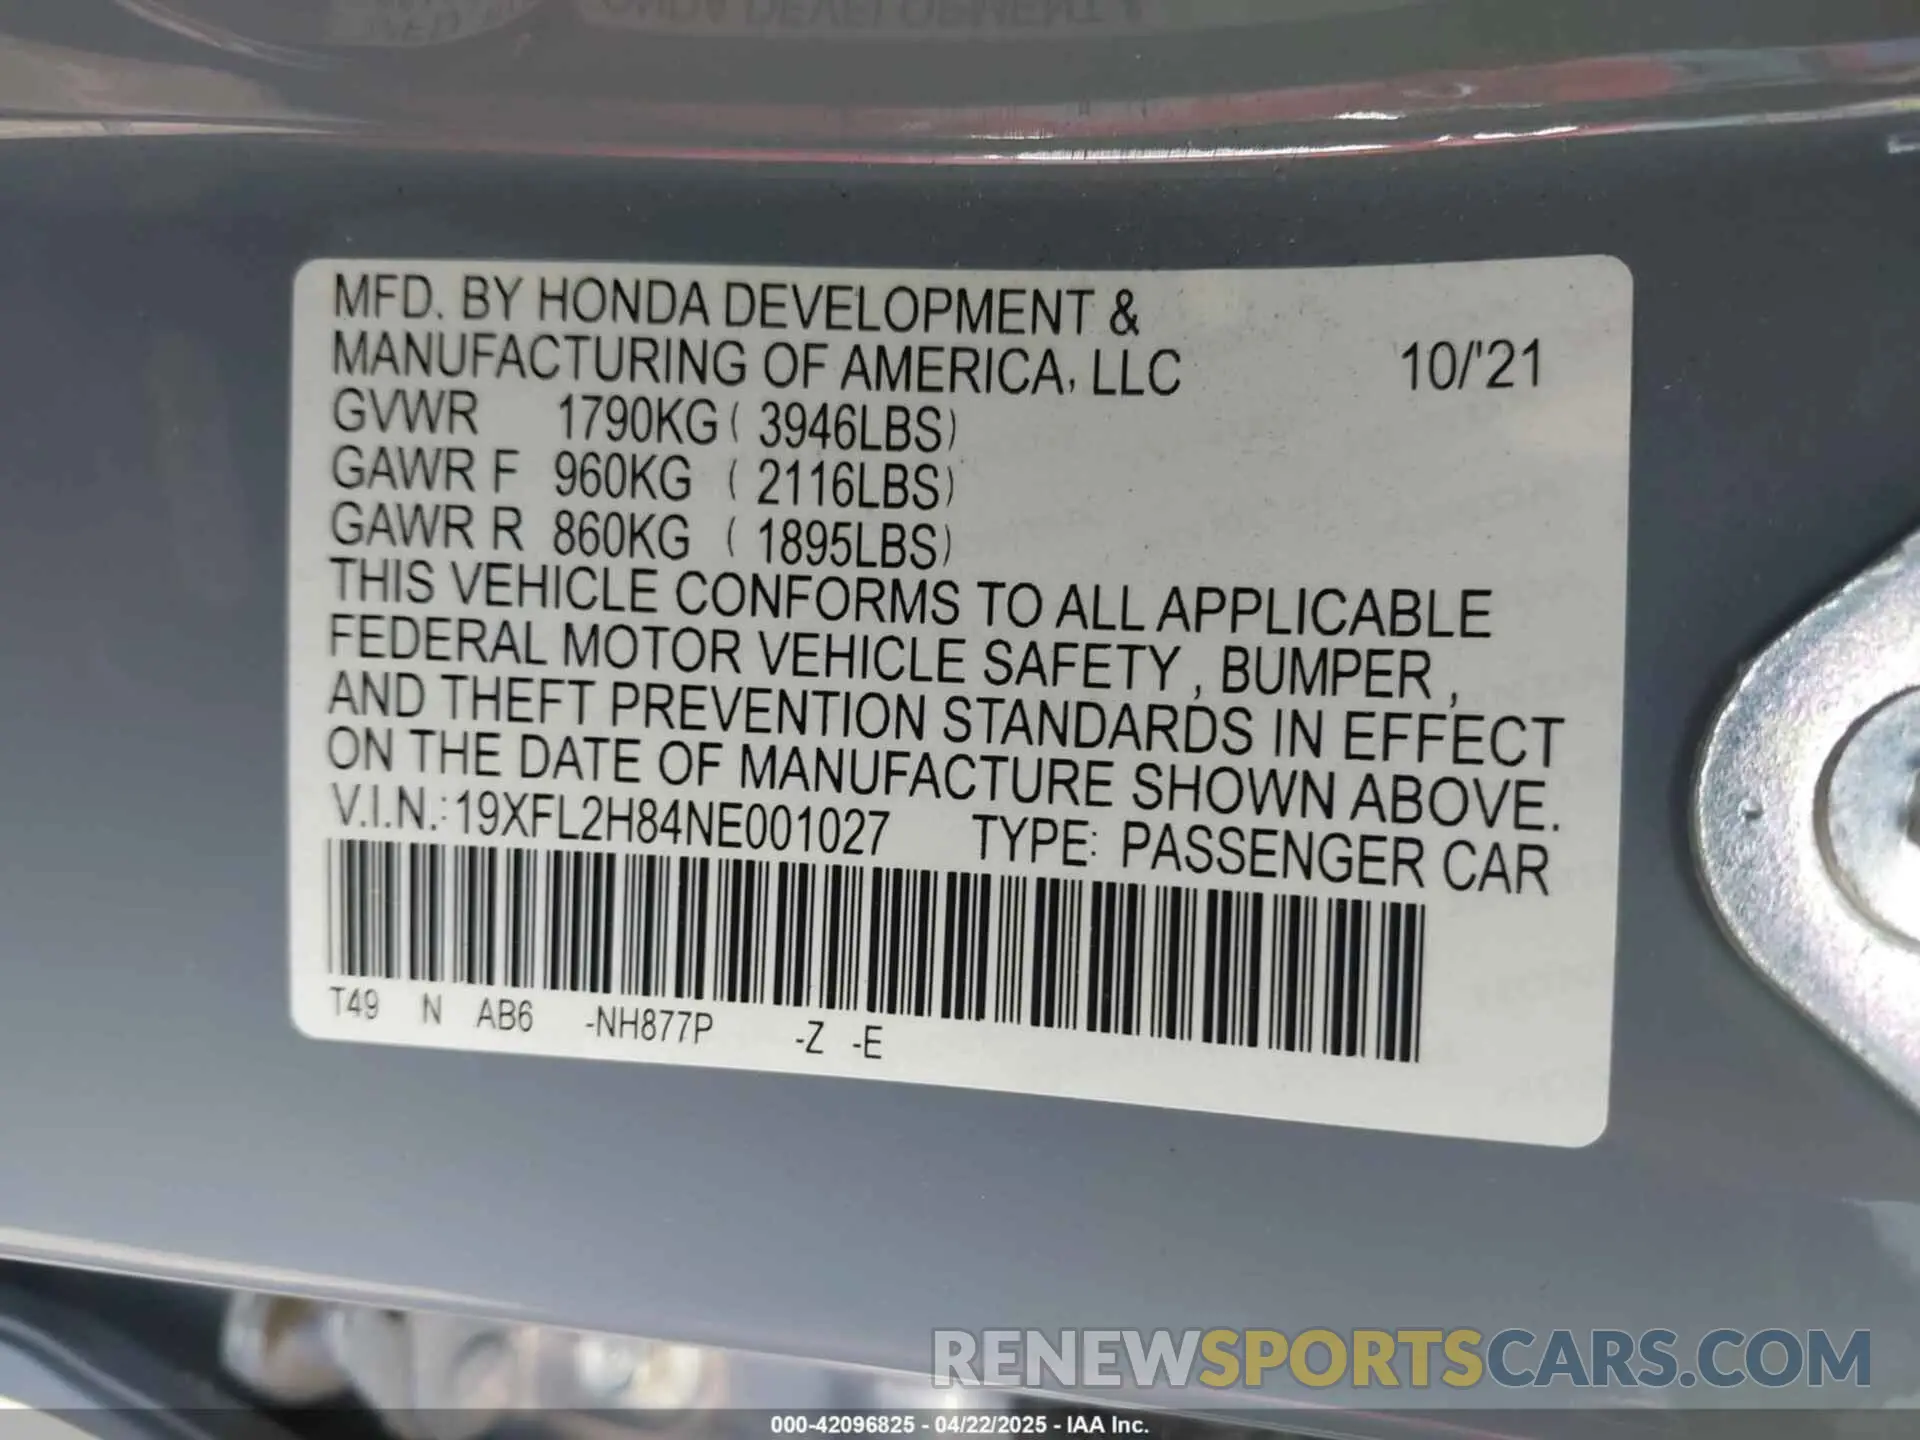 MFD. BY HONDA DEVELOPMENT &
MANUFACTURING OF AMERICA, LLC 10/'21
GVWR 1790KG ( 3946LBS)
GAWR F 960KG ( 2116LBS)
GAWR R 860KG ( 1895LBS)
THIS VEHICLE CONFORMS TO ALL APPLICABLE
FEDERAL MOTOR VEHICLE SAFETY , BUMPER ,
AND THEFT PREVENTION STANDARDS IN EFFECT
ON THE DATE OF MANUFACTURE SHOWN ABOVE.
V.I.N.: 19XFL2H84NE001027 TYPE: PASSENGER CAR
T49 N AB6 -NH877P -Z -E
RENEWSPORTSCARS.COM
000-42096825 - 04/22/2025 - IAA Inc.